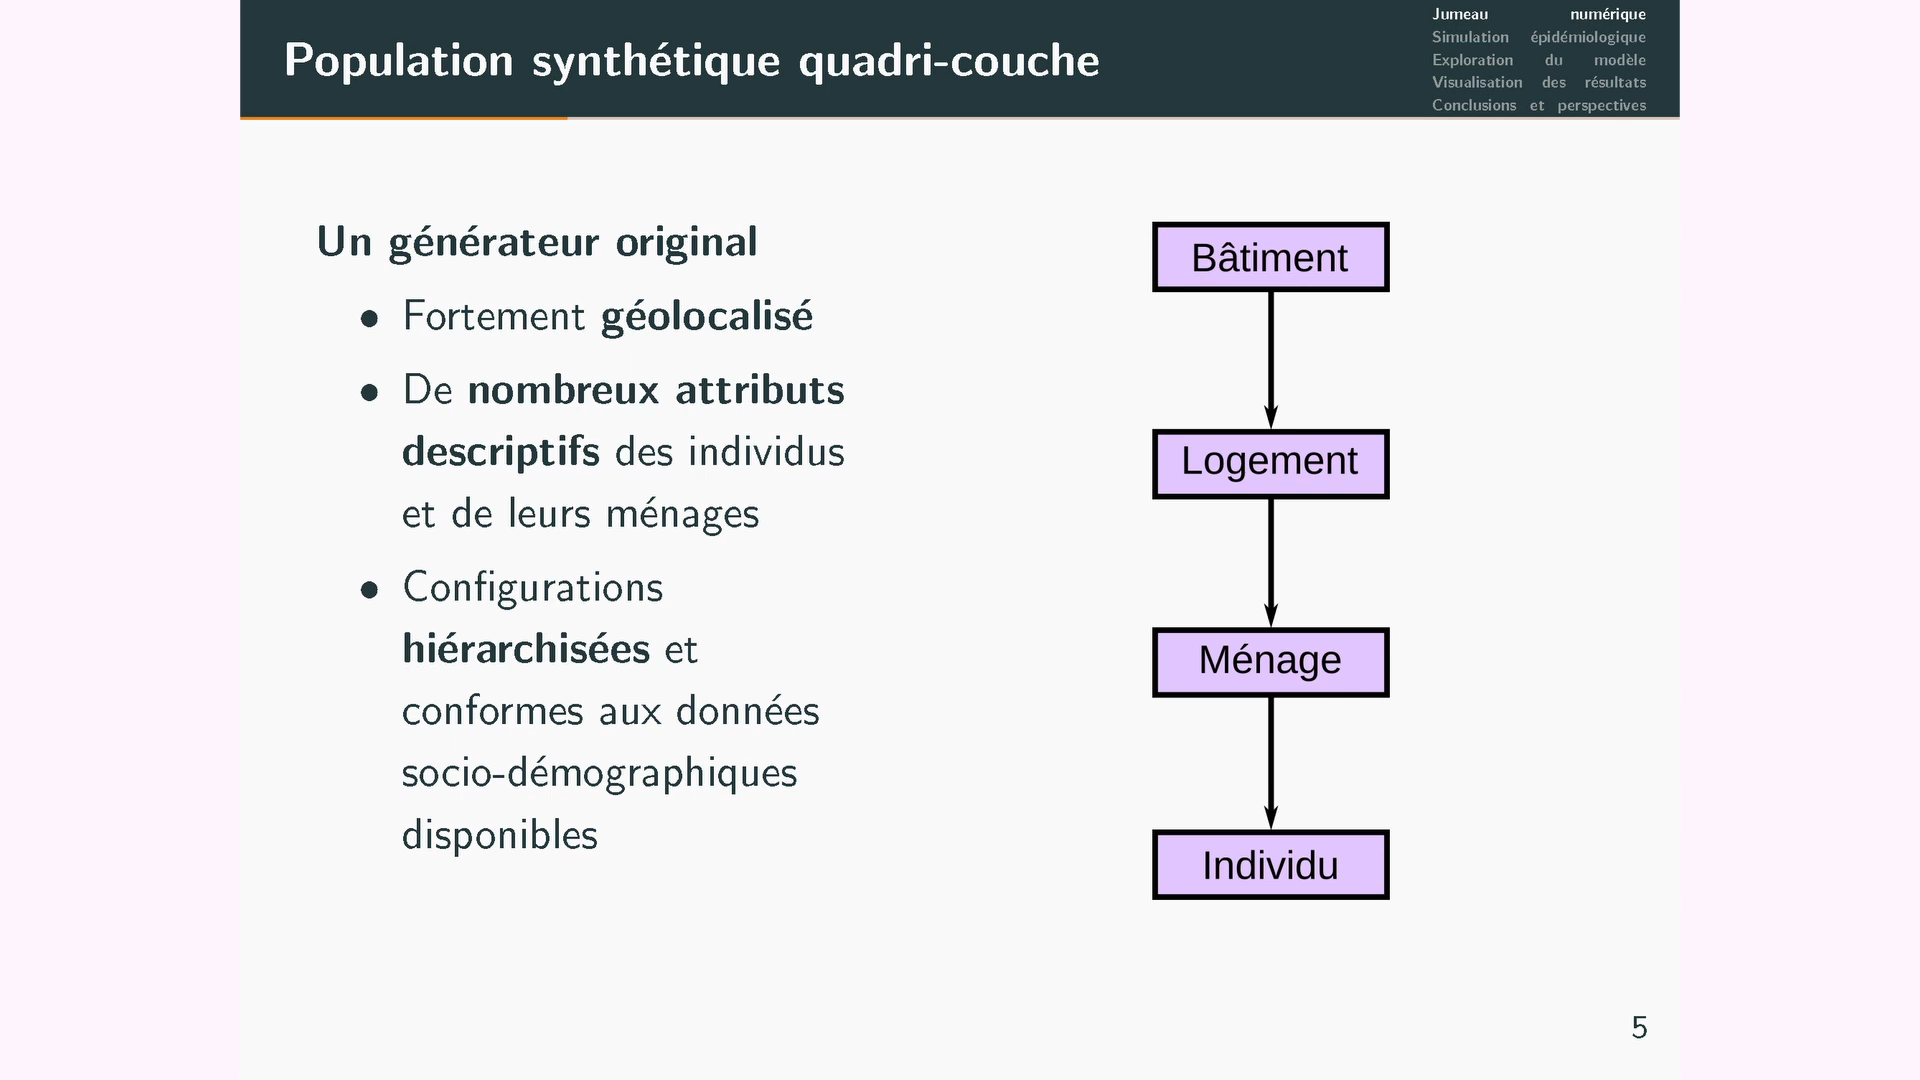 Population synthétique quadri-couche
Jumeau numérique
Simulation épidémiologique
Exploration du modèle
Visualisation des résultats
Conclusions et perspectives
Un générateur original
• Fortement géolocalisé
• De nombreux attributs
descriptifs des individus
et de leurs ménages
• Configurations
hiérarchisées et
conformes aux données
socio-démographiques
disponibles
Bâtiment
Logement
Ménage
Individu
5